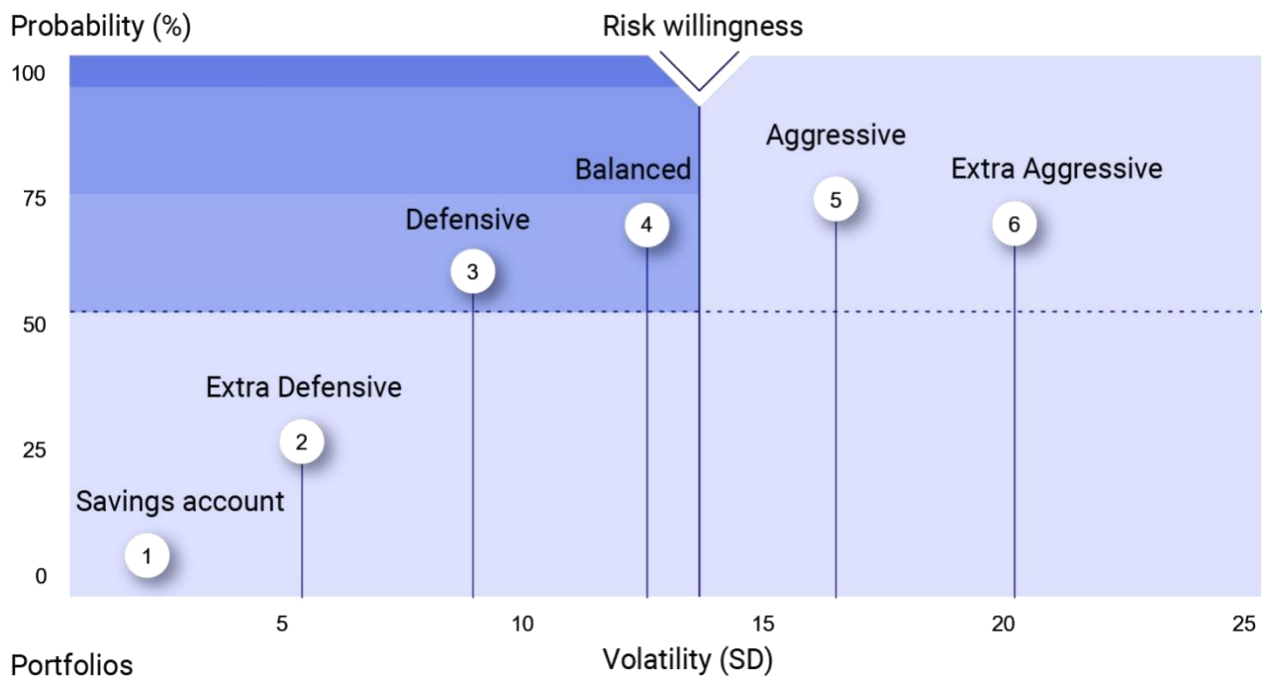 Probability (%)
Risk willingness
100
Aggressive
Balanced
Extra Aggressive
75
5
Defensive
4
6
3
50
Extra Defensive
2
25
Savings account
1
0
5
10
15
20
25
Volatility (SD)
Portfolios